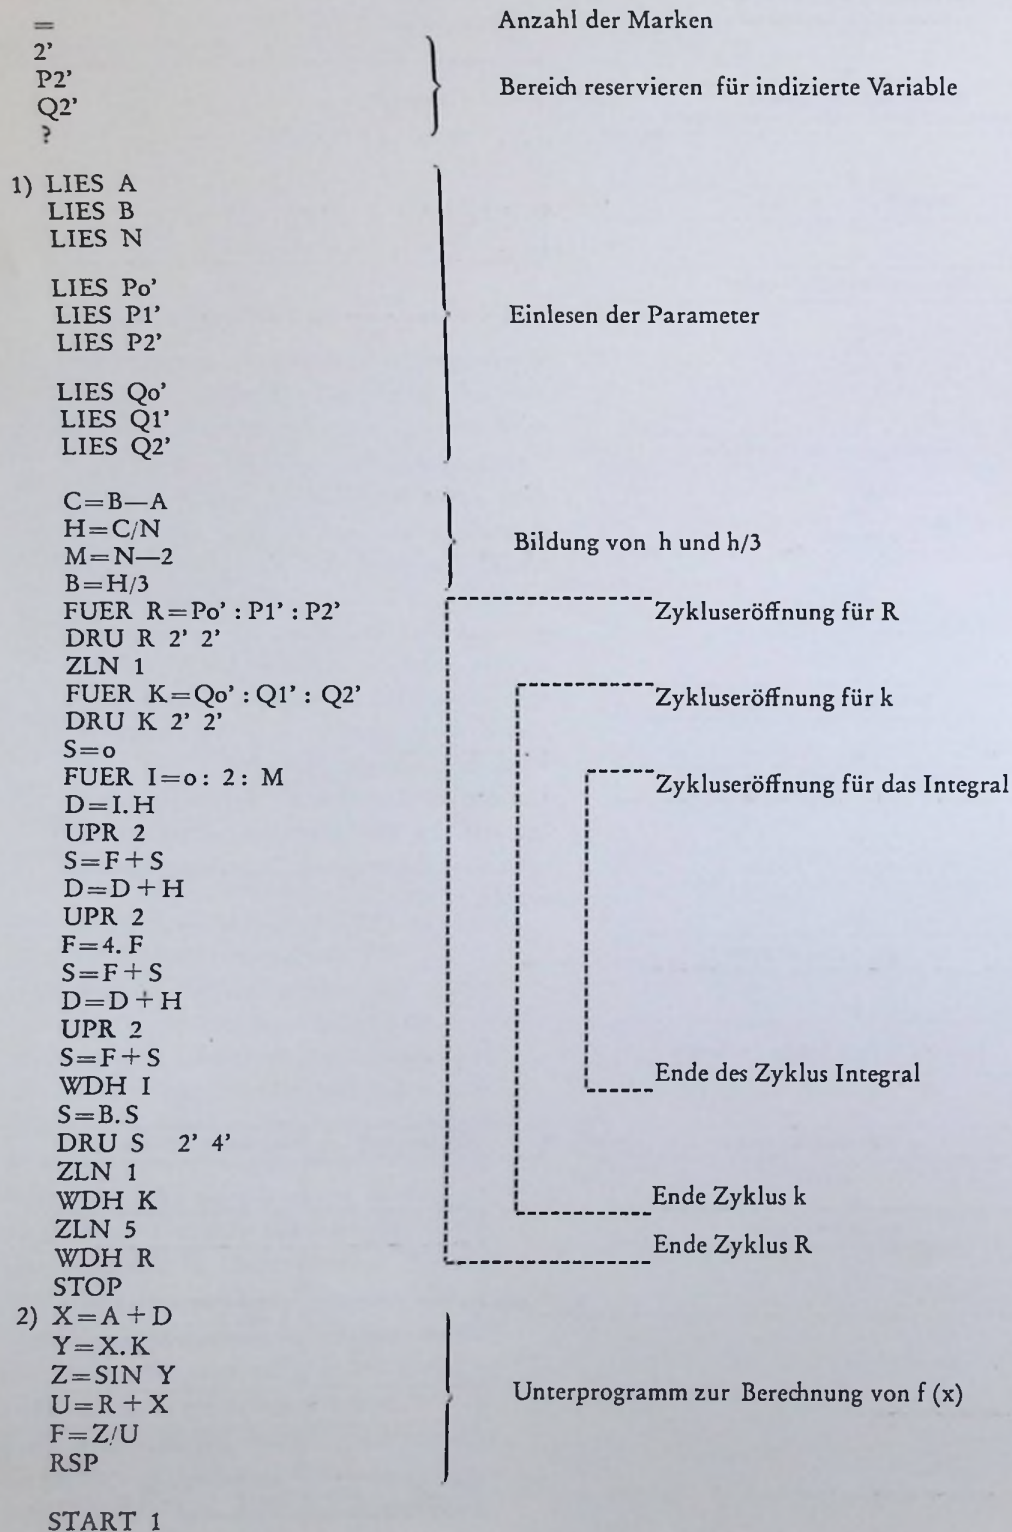 = Anzahl der Marken
2’
P2’ Bereich reservieren für indizierte Variable
Q2’
?
1) LIES A
LIES B
LIES N
LIES Po’
LIES P1’ Einlesen der Parameter
LIES P2’
LIES Qo’
LIES Q1’
LIES Q2’
C=B—A
H=C/N Bildung von h und h/3
M=N—2
B=H/3
FUER R=Po’ : P1’ : P2’ Zykluseröffnung für R
DRU R 2’ 2’
ZLN 1
FUER K=Qo’ : Q1’ : Q2’ Zykluseröffnung für k
DRU K 2’ 2’
S=o
FUER I=o: 2: M Zykluseröffnung für das Integral
D=I.H
UPR 2
S=F+S
D=D+H
UPR 2
F=4. F
S=F+S
D=D+H
UPR 2
S=F+S
WDH I Ende des Zyklus Integral
S=B.S
DRU S 2’ 4’
ZLN 1
WDH K Ende Zyklus k
ZLN 5
WDH R Ende Zyklus R
STOP
2) X=A+D
Y=X.K
Z=SIN Y
U=R+X Unterprogramm zur Berechnung von f (x)
F=Z/U
RSP
START 1